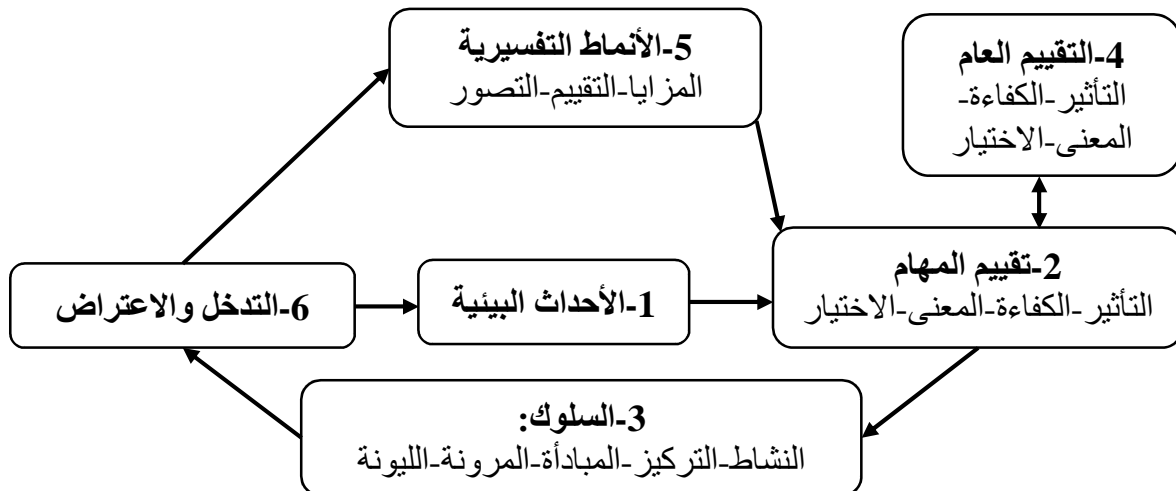 5-الأنماط التفسيرية
المزايا-التقييم-التصور
4-التقييم العام
التأثير-الكفاءة-
المعنى-الاختيار
2-تقييم المهام
التأثير-الكفاءة-المعنى-الاختيار
1-الأحداث البيئية
6-التدخل والاعتراض
3-السلوك:
النشاط-التركيز-المبادأة-المرونة-الليونة